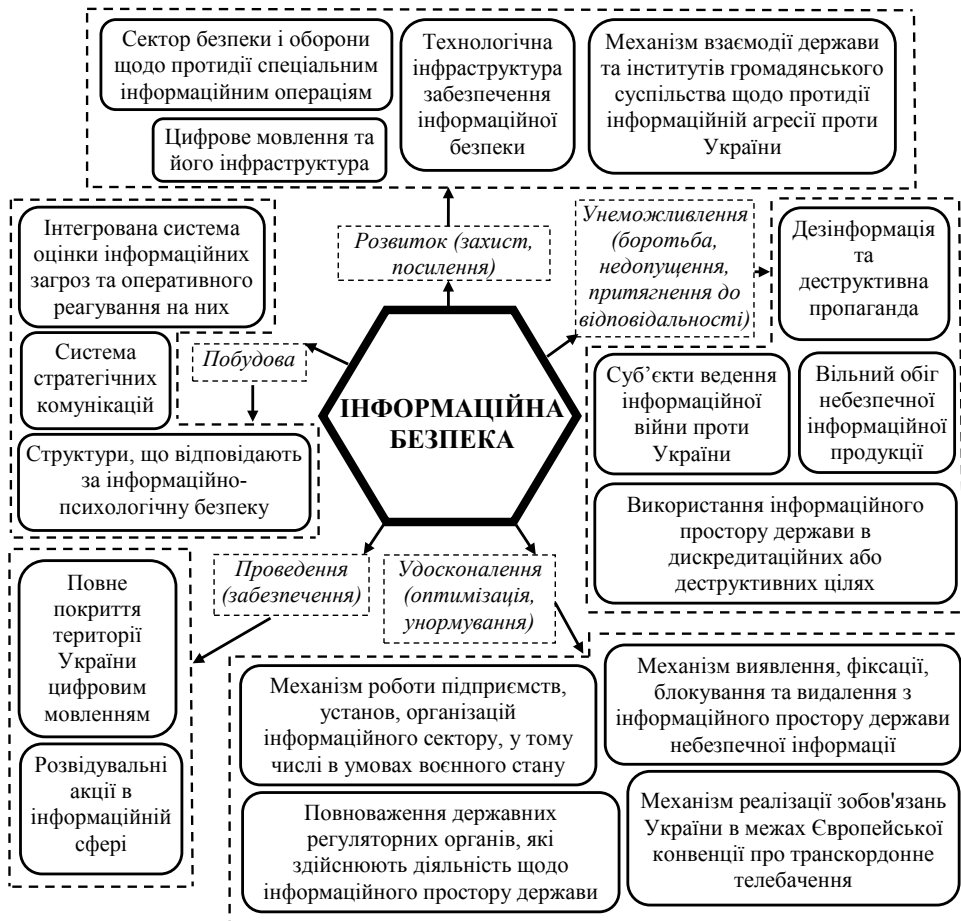 Сектор безпеки і оборони
щодо протидії спеціальним
інформаційним операціям
Цифрове мовлення та
його інфраструктура
Технологічна
інфраструктура
забезпечення
інформаційної
безпеки
Механізм взаємодії держави
та інститутів громадянського
суспільства щодо протидії
інформаційній агресії проти
України
Розвиток (захист,
посилення)
Унеможливлення
(боротьба,
недопущення,
притягнення до
відповідальності)
Дезінформація
та
деструктивна
пропаганда
Інтегрована система
оцінки інформаційних
загроз та оперативного
реагування на них
Система
стратегічних
комунікацій
Структури, що відповідають
за інформаційно-
психологічну безпеку
Побудова
ІНФОРМАЦІЙНА
БЕЗПЕКА
Суб’єкти ведення
інформаційної
війни проти
України
Вільний обіг
небезпечної
інформаційної
продукції
Використання інформаційного
простору держави в
дискредитаційних або
деструктивних цілях
Проведення
(забезпечення)
Удосконалення
(оптимізація,
унормування)
Повне
покриття
території
України
цифровим
мовленням
Розвідувальні
акції в
інформаційній
сфері
Механізм роботи підприємств,
установ, організацій
інформаційного сектору, у тому
числі в умовах воєнного стану
Повноваження державних
регуляторних органів, які
здійснюють діяльність щодо
інформаційного простору держави
Механізм виявлення, фіксації,
блокування та видалення з
інформаційного простору держави
небезпечної інформації
Механізм реалізації зобов'язань
України в межах Європейської
конвенції про транскордонне
телебачення